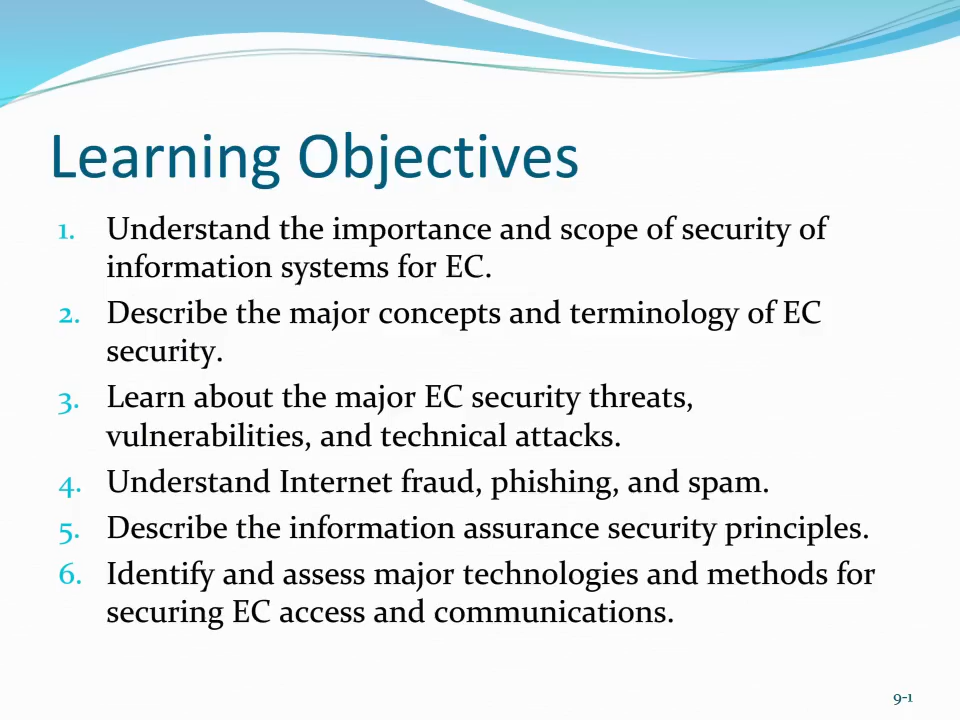 Learning Objectives
1. Understand the importance and scope of security of
information systems for EC.
2. Describe the major concepts and terminology of EC
security.
3. Learn about the major EC security threats,
vulnerabilities, and technical attacks.
4. Understand Internet fraud, phishing, and spam.
5. Describe the information assurance security principles.
6. Identify and assess major technologies and methods for
securing EC access and communications.
9-1